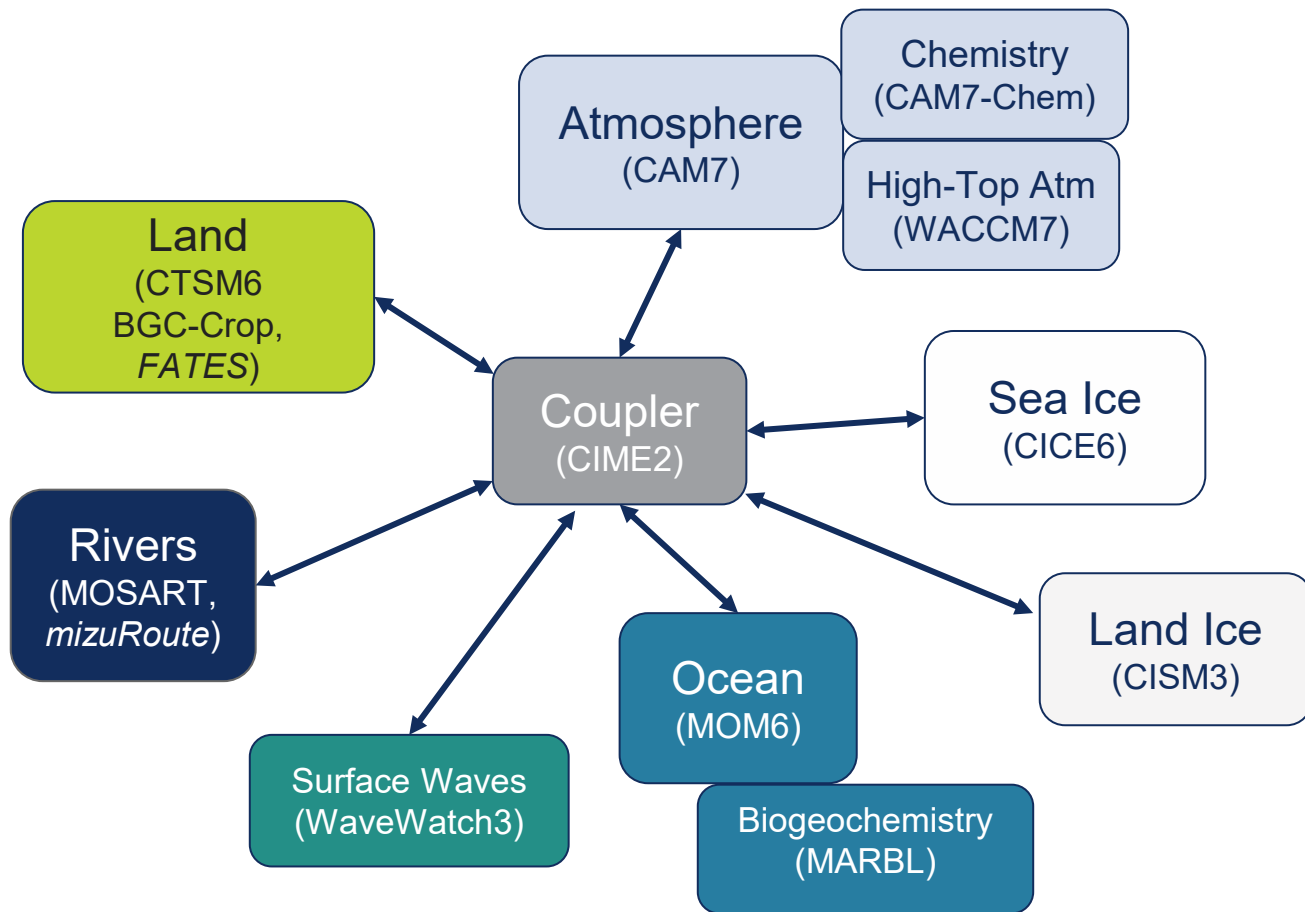 Chemistry
(CAM7-Chem)
Atmosphere
(CAM7)
High-Top Atm
(WACCM7)
Land
(CTSM6
BGC-Crop,
FATES)
Coupler
(CIME2)
Sea Ice
(CICE6)
Rivers
(MOSART,
mizuRoute)
Land Ice
(CISM3)
Ocean
(MOM6)
Surface Waves
(WaveWatch3)
Biogeochemistry
(MARBL)